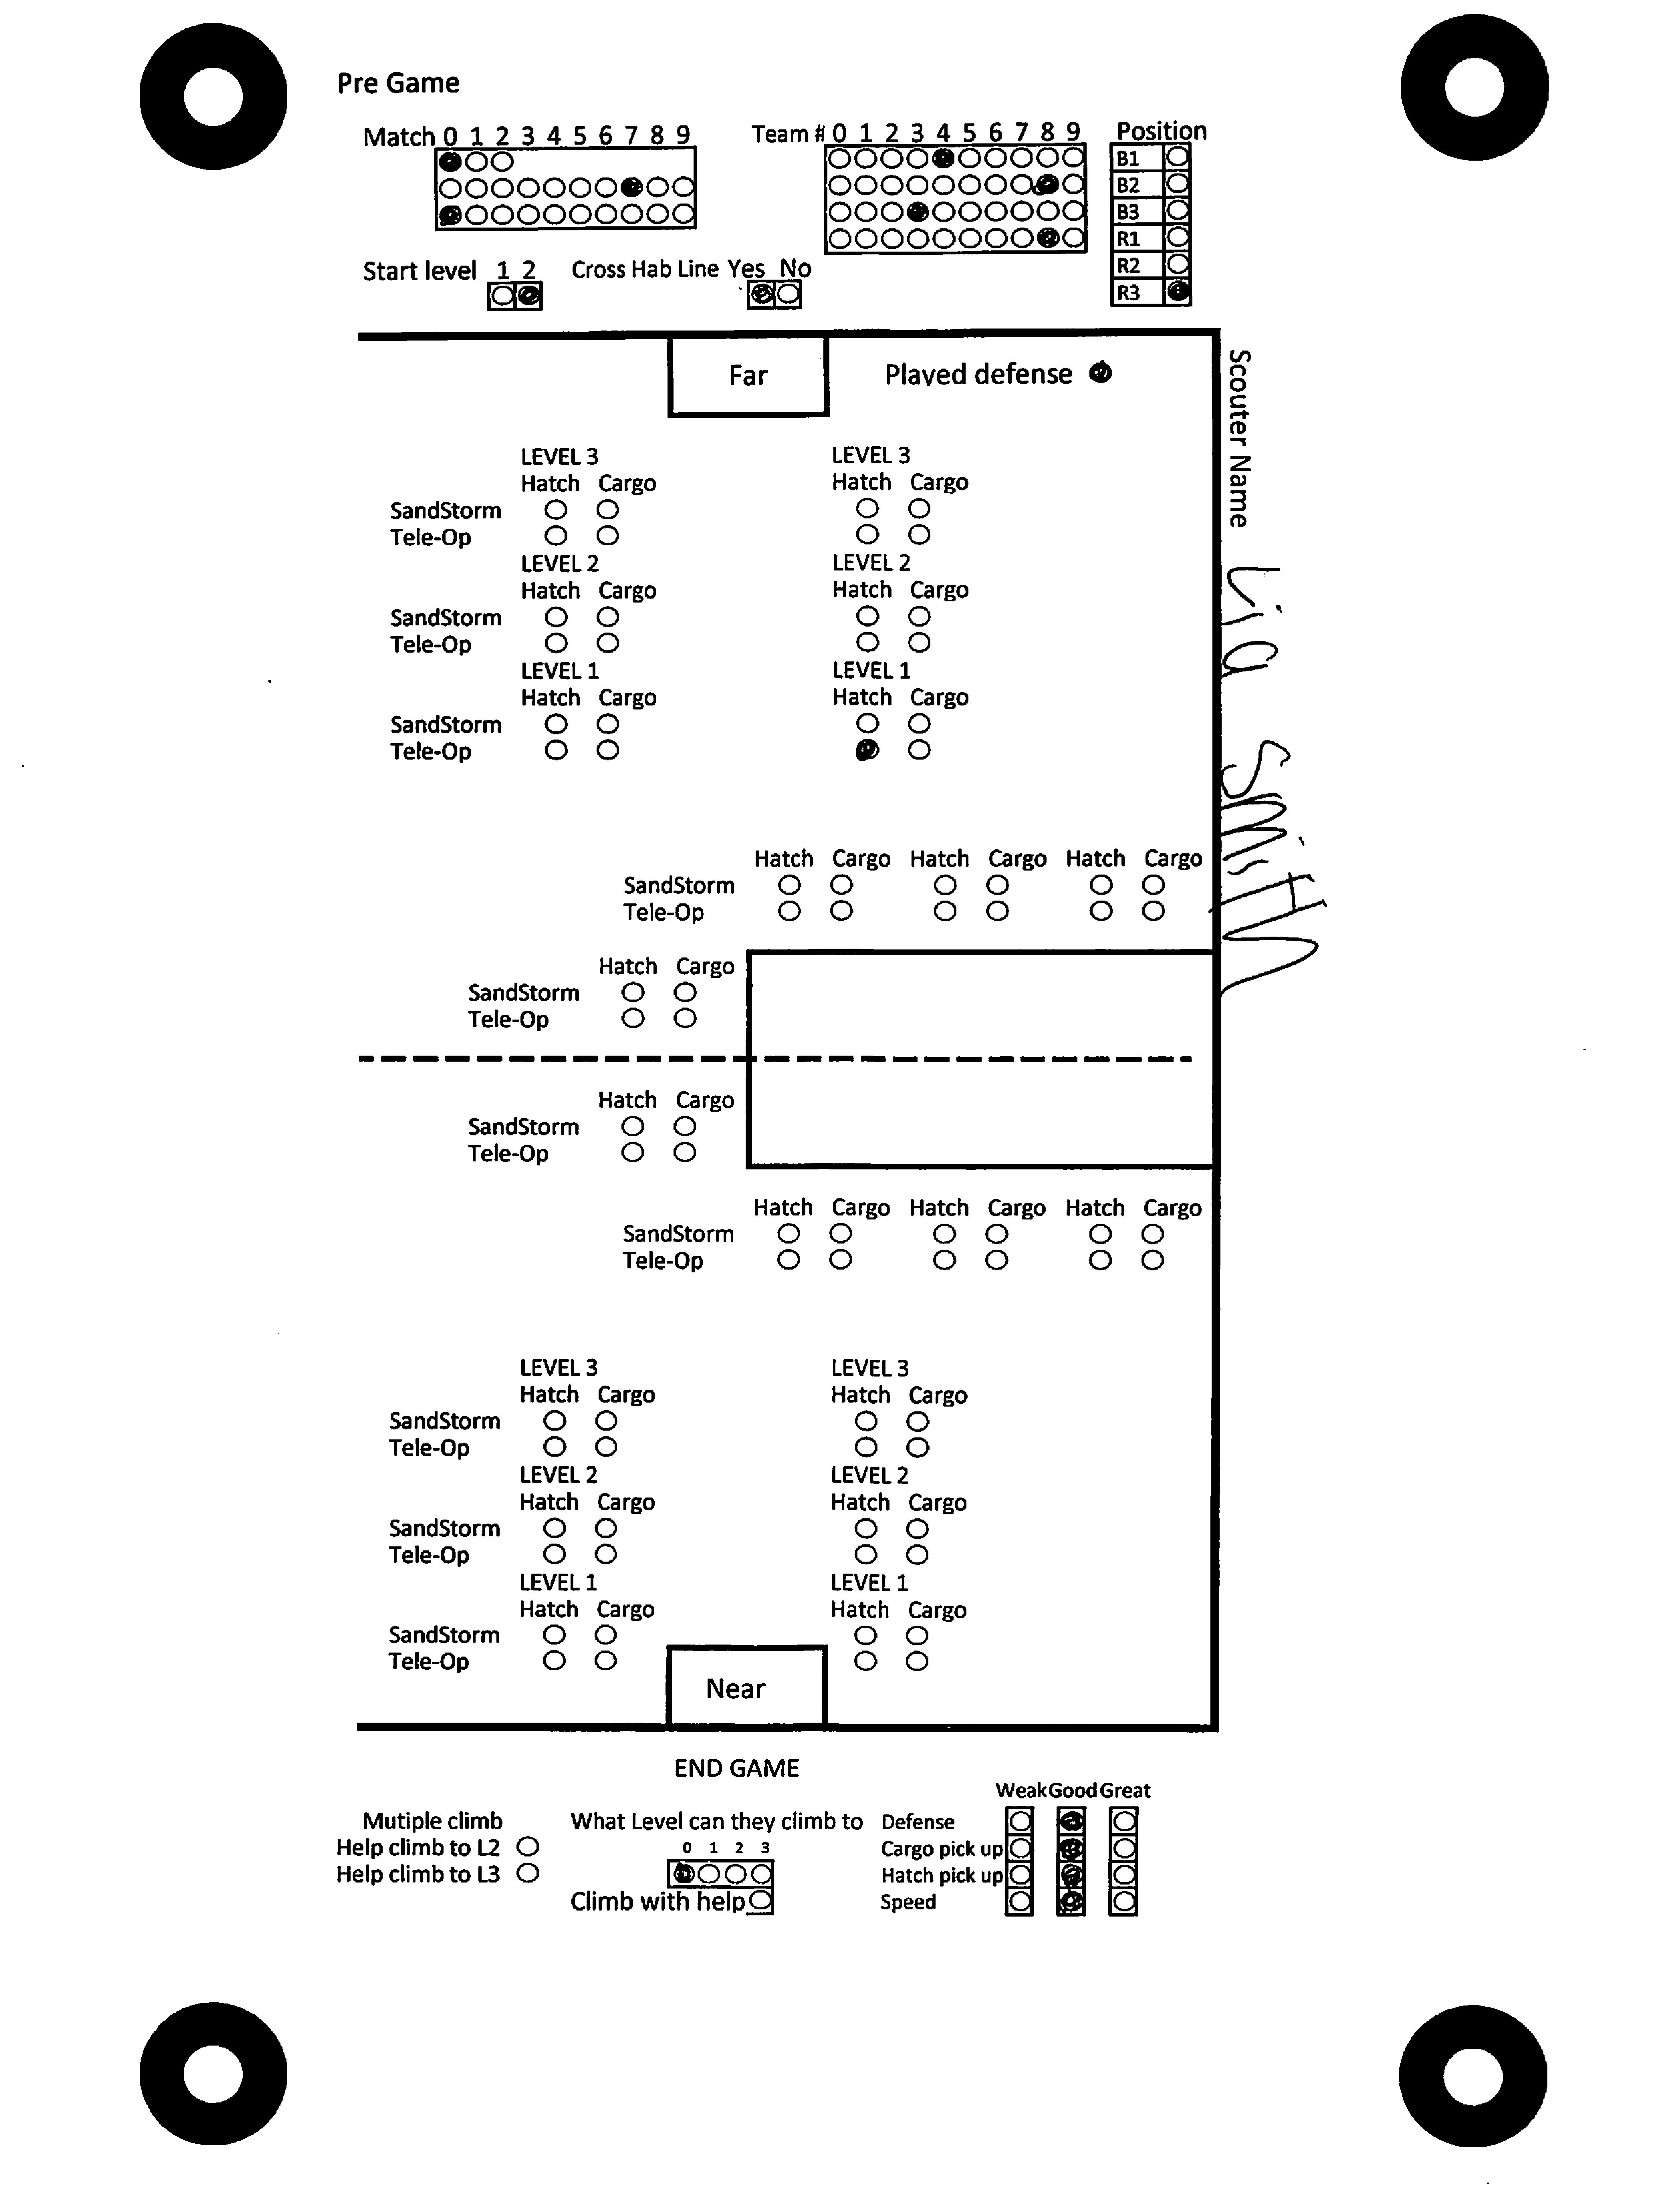 Pre Game
Match 0 1 2 3 4 5 6 7 8 9
Team # 0 1 2 3 4 5 6 7 8 9
Position
B1
B2
B3
R1
R2
R3
Start level 1 2
Cross Hab Line Yes No
Far
Played defense
Scouter Name Lia Smith
LEVEL 3 LEVEL 3
Hatch Cargo Hatch Cargo
SandStorm
Tele-Op
LEVEL 2 LEVEL 2
Hatch Cargo Hatch Cargo
SandStorm
Tele-Op
LEVEL 1 LEVEL 1
Hatch Cargo Hatch Cargo
SandStorm
Tele-Op
Hatch Cargo Hatch Cargo Hatch Cargo
SandStorm
Tele-Op
Hatch Cargo
SandStorm
Tele-Op
Hatch Cargo
SandStorm
Tele-Op
Hatch Cargo Hatch Cargo Hatch Cargo
SandStorm
Tele-Op
LEVEL 3 LEVEL 3
Hatch Cargo Hatch Cargo
SandStorm
Tele-Op
LEVEL 2 LEVEL 2
Hatch Cargo Hatch Cargo
SandStorm
Tele-Op
LEVEL 1 LEVEL 1
Hatch Cargo Hatch Cargo
SandStorm
Tele-Op
Near
END GAME
Mutiple climb
Help climb to L2
Help climb to L3
What Level can they climb to
0 1 2 3
Climb with help
Weak Good Great
Defense
Cargo pick up
Hatch pick up
Speed